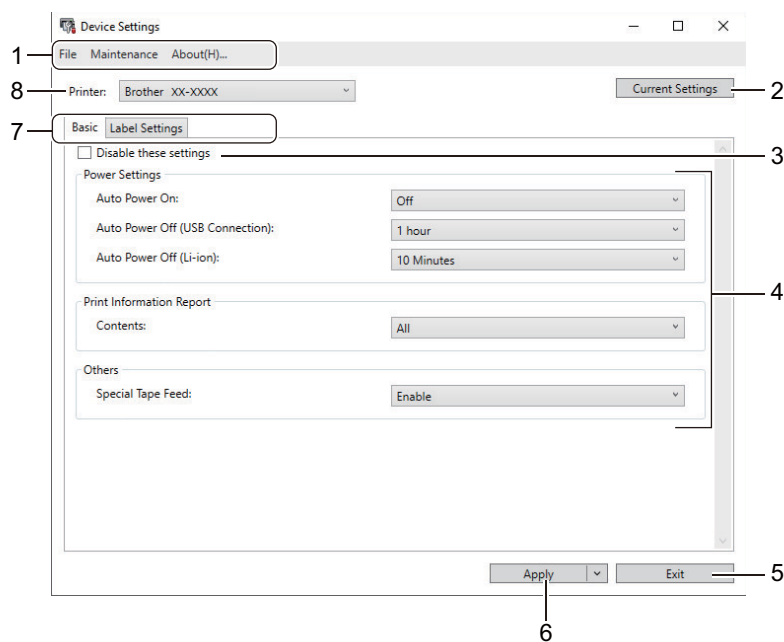 Device Settings
1 File Maintenance About(H)...
8 Printer: Brother XX-XXXX Current Settings 2
7 Basic Label Settings
Disable these settings 3
Power Settings
Auto Power On: Off
Auto Power Off (USB Connection): 1 hour
Auto Power Off (Li-ion): 10 Minutes
4
Print Information Report
Contents: All
Others
Special Tape Feed: Enable
Apply Exit 5
6